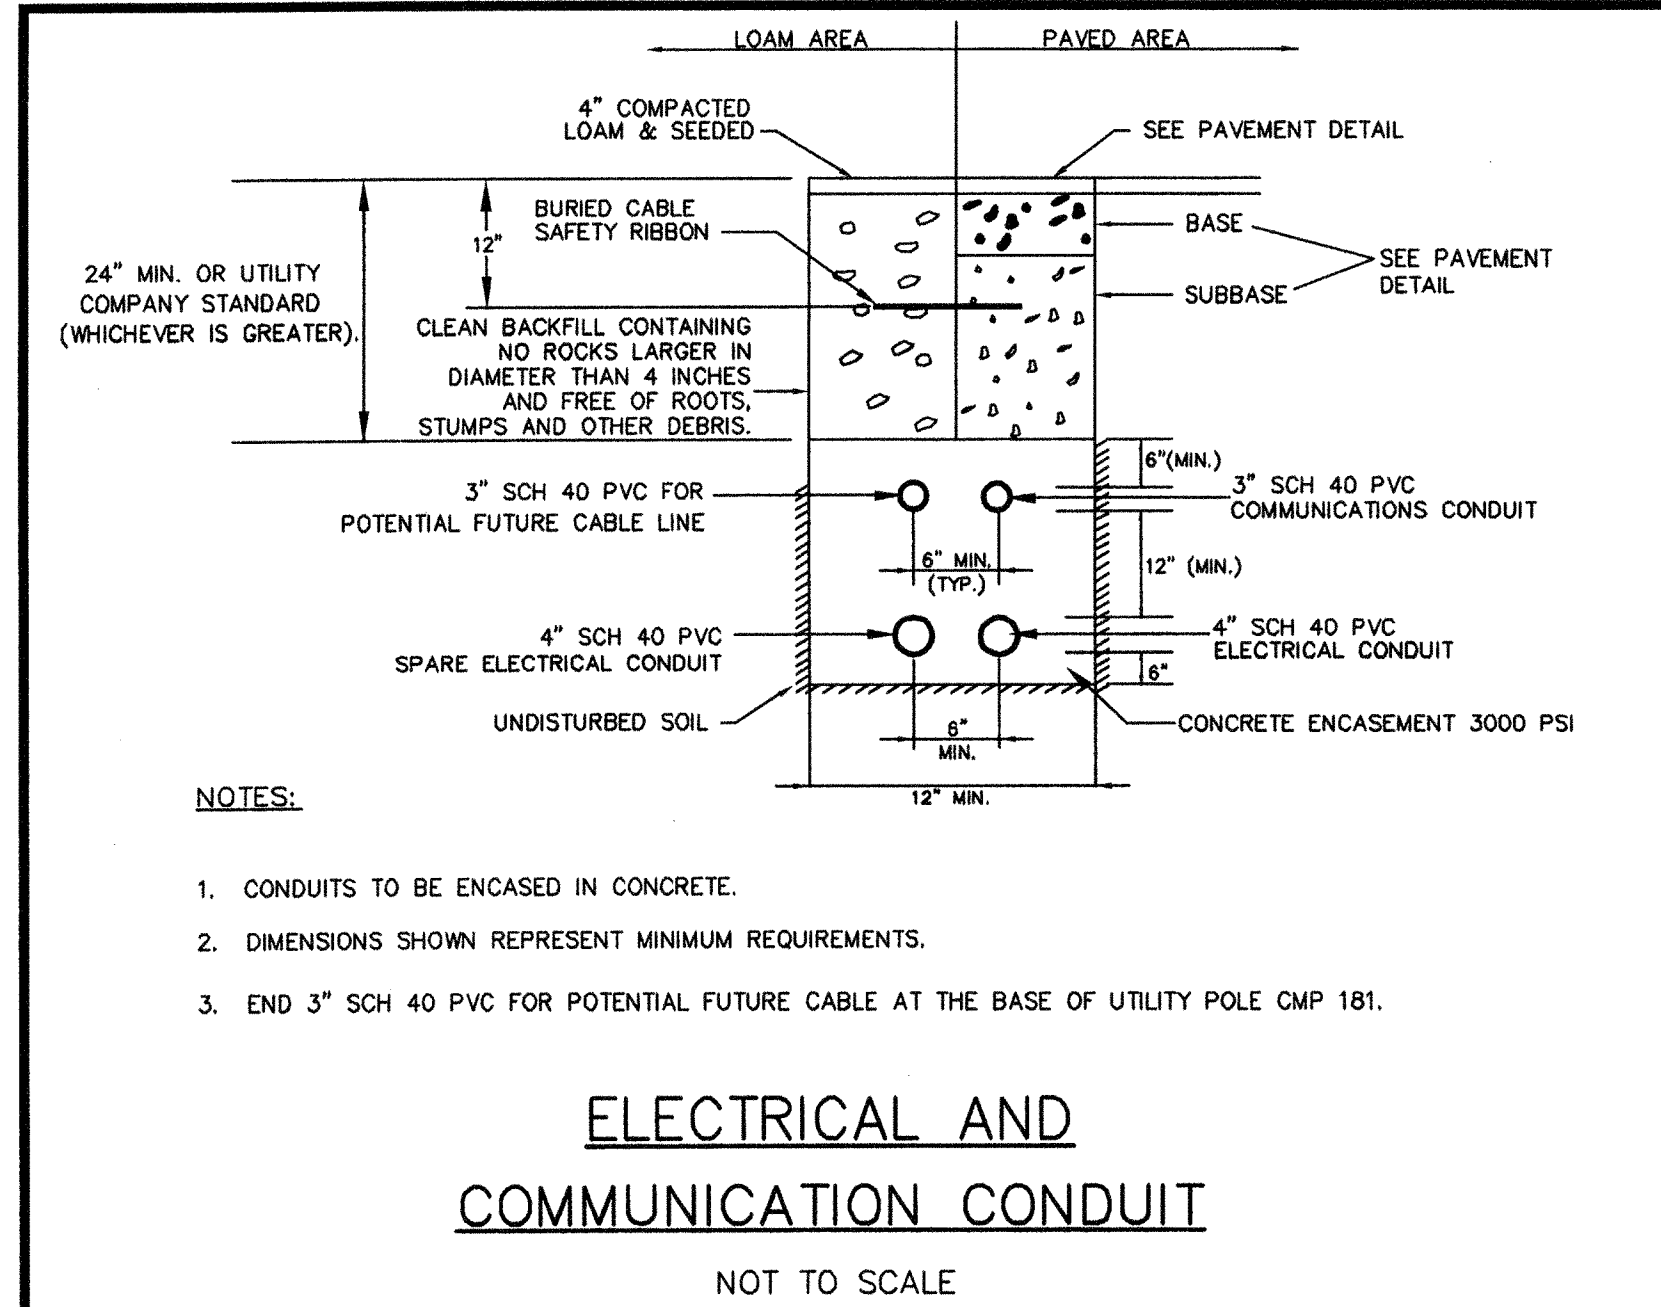 LOAM AREA
PAVED AREA
4" COMPACTED
LOAM & SEEDED
SEE PAVEMENT DETAIL
BURIED CABLE
SAFETY RIBBON
12"
BASE
SEE PAVEMENT
DETAIL
SUBBASE
24" MIN. OR UTILITY
COMPANY STANDARD
(WHICHEVER IS GREATER).
CLEAN BACKFILL CONTAINING
NO ROCKS LARGER IN
DIAMETER THAN 4 INCHES
AND FREE OF ROOTS,
STUMPS AND OTHER DEBRIS.
6"(MIN.)
3" SCH 40 PVC FOR
POTENTIAL FUTURE CABLE LINE
3" SCH 40 PVC
COMMUNICATIONS CONDUIT
6" MIN.
(TYP.)
12" (MIN.)
4" SCH 40 PVC
SPARE ELECTRICAL CONDUIT
4" SCH 40 PVC
ELECTRICAL CONDUIT
6"
UNDISTURBED SOIL
CONCRETE ENCASEMENT 3000 PSI
6"
MIN.
12" MIN.
NOTES:
1. CONDUITS TO BE ENCASED IN CONCRETE.
2. DIMENSIONS SHOWN REPRESENT MINIMUM REQUIREMENTS.
3. END 3" SCH 40 PVC FOR POTENTIAL FUTURE CABLE AT THE BASE OF UTILITY POLE CMP 181.
ELECTRICAL AND
COMMUNICATION CONDUIT
NOT TO SCALE